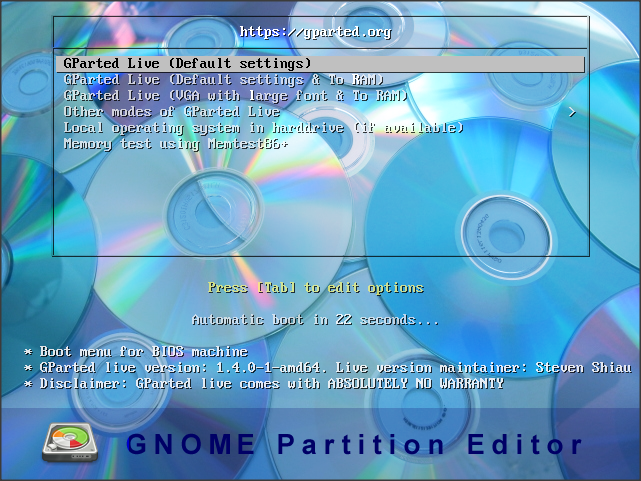 https://gparted.org
GParted Live (Default settings)
GParted Live (Default settings & To RAM)
GParted Live (VGA with large font & To RAM)
Other modes of GParted Live >
Local operating system in harddrive (if available)
Memory test using Memtest86+
Press [Tab] to edit options
Automatic boot in 22 seconds...
* Boot menu for BIOS machine
* GParted live version: 1.4.0-1-amd64. Live version maintainer: Steven Shiau
* Disclaimer: GParted live comes with ABSOLUTELY NO WARRANTY
GNOME Partition Editor